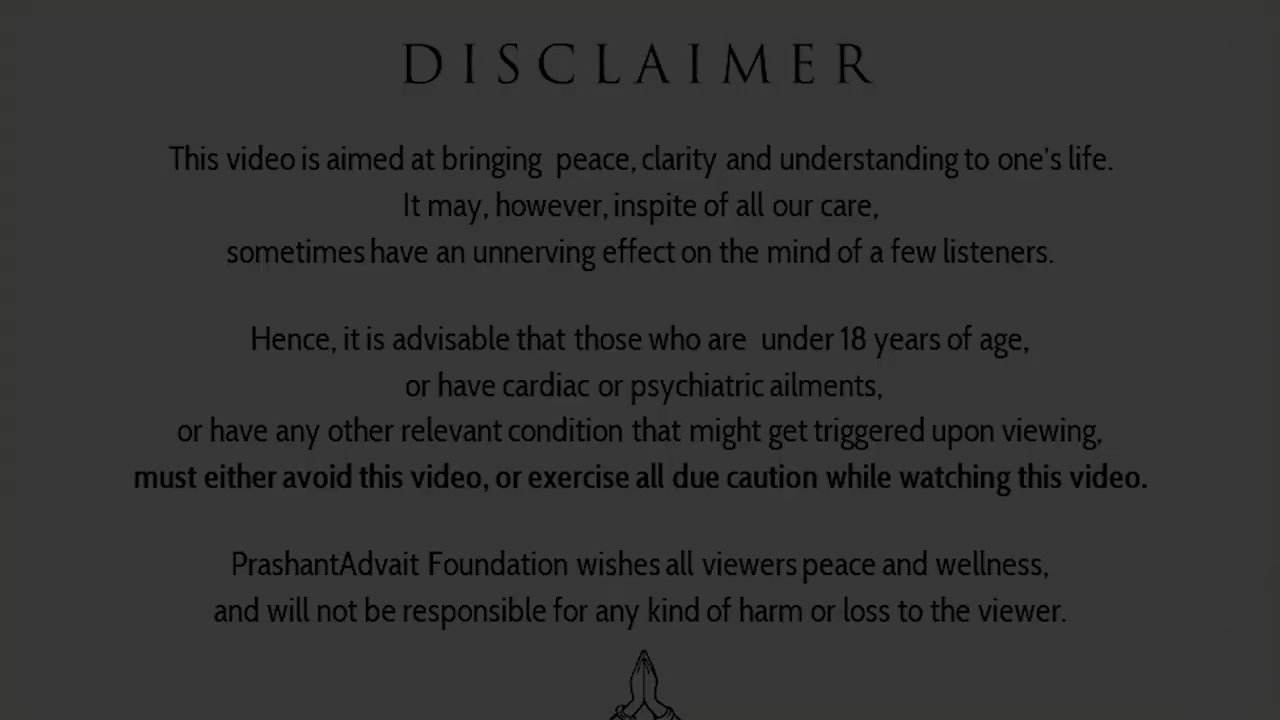 DISCLAIMER
This video is aimed at bringing peace, clarity and understanding to one's life.
It may, however, inspite of all our care,
sometimes have an unnerving effect on the mind of a few listeners.
Hence, it is advisable that those who are under 18 years of age,
or have cardiac or psychiatric ailments,
or have any other relevant condition that might get triggered upon viewing,
must either avoid this video, or exercise all due caution while watching this video.
PrashantAdvait Foundation wishes all viewers peace and wellness,
and will not be responsible for any kind of harm or loss to the viewer.